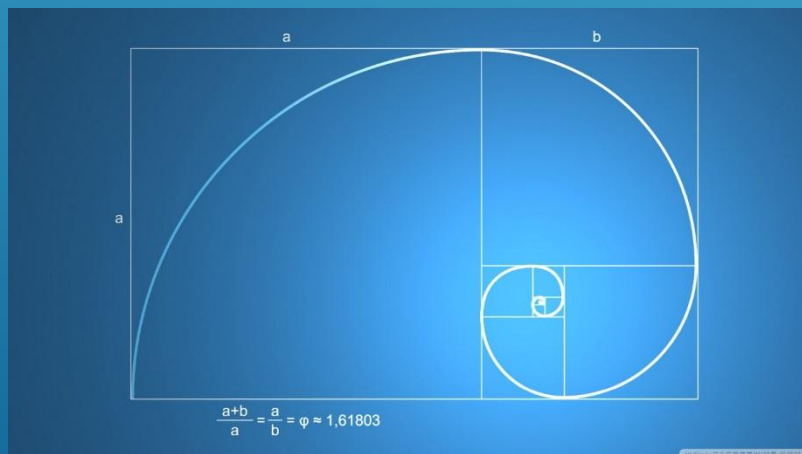 a b
a
a+b/a = a/b = φ ≈ 1,61803